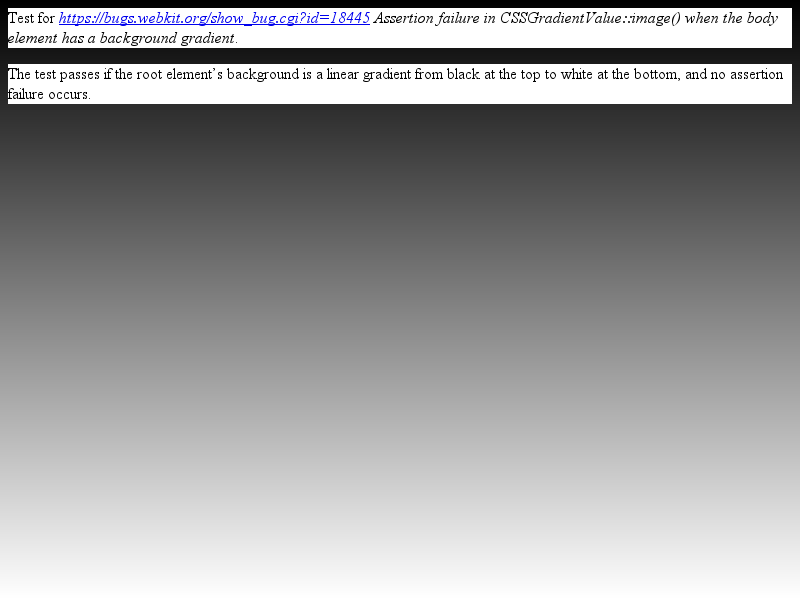 Test for https://bugs.webkit.org/show_bug.cgi?id=18445 Assertion failure in CSSGradientValue::image() when the body
element has a background gradient.
The test passes if the root element’s background is a linear gradient from black at the top to white at the bottom, and no assertion
failure occurs.